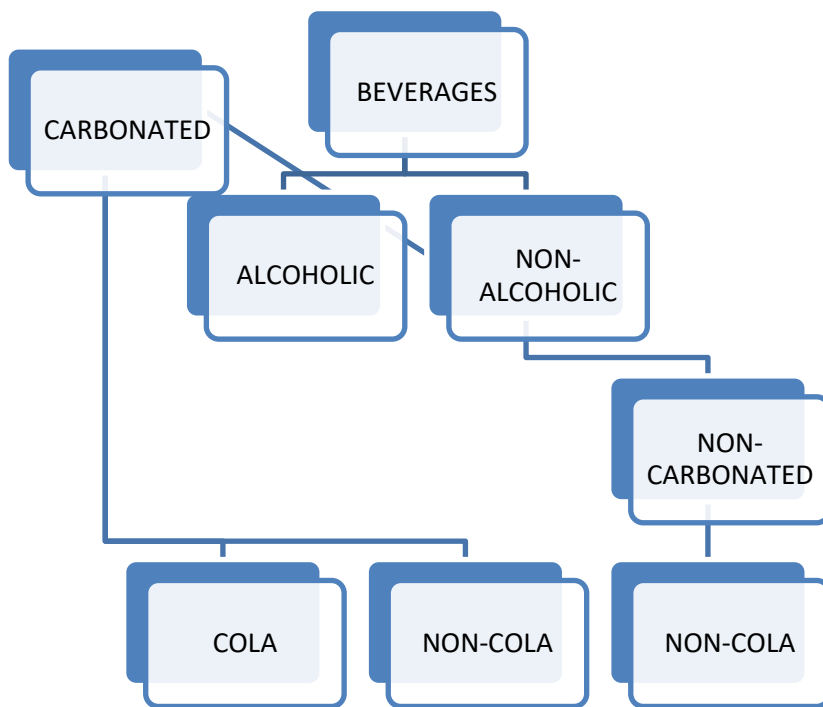 BEVERAGES
CARBONATED
ALCOHOLIC
NON-
ALCOHOLIC
NON-
CARBONATED
COLA
NON-COLA
NON-COLA